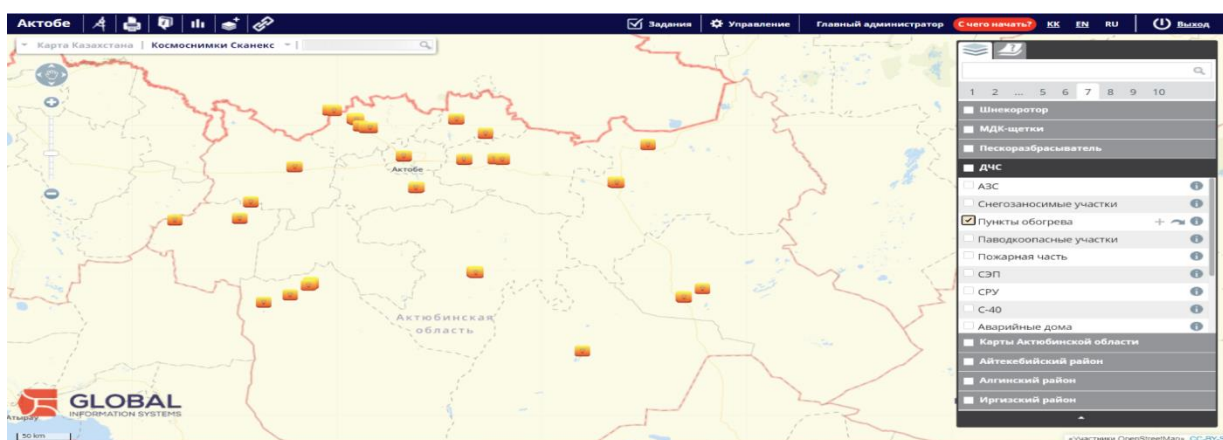 Актобе Задания Управление Главный администратор С чего начать? КК EN RU Выход
Карта Казахстана | Космоснимки Сканекс
1 2 ... 5 6 7 8 9 10
Шнекоротор
МДК-щетки
Пескоразбрасыватель
ДЧС
АЗС
Снегозаносимые участки
Пункты обогрева
Паводкоопасные участки
Пожарная часть
СЭП
СРУ
С-40
Аварийные дома
Карты Актюбинской области
Айтекебийский район
Алгинский район
Иргизский район
Актобе
Актюбинская
область
GLOBAL
INFORMATION SYSTEMS
Атырау
50 km
«Участники OpenStreetMap» CC-BY-S